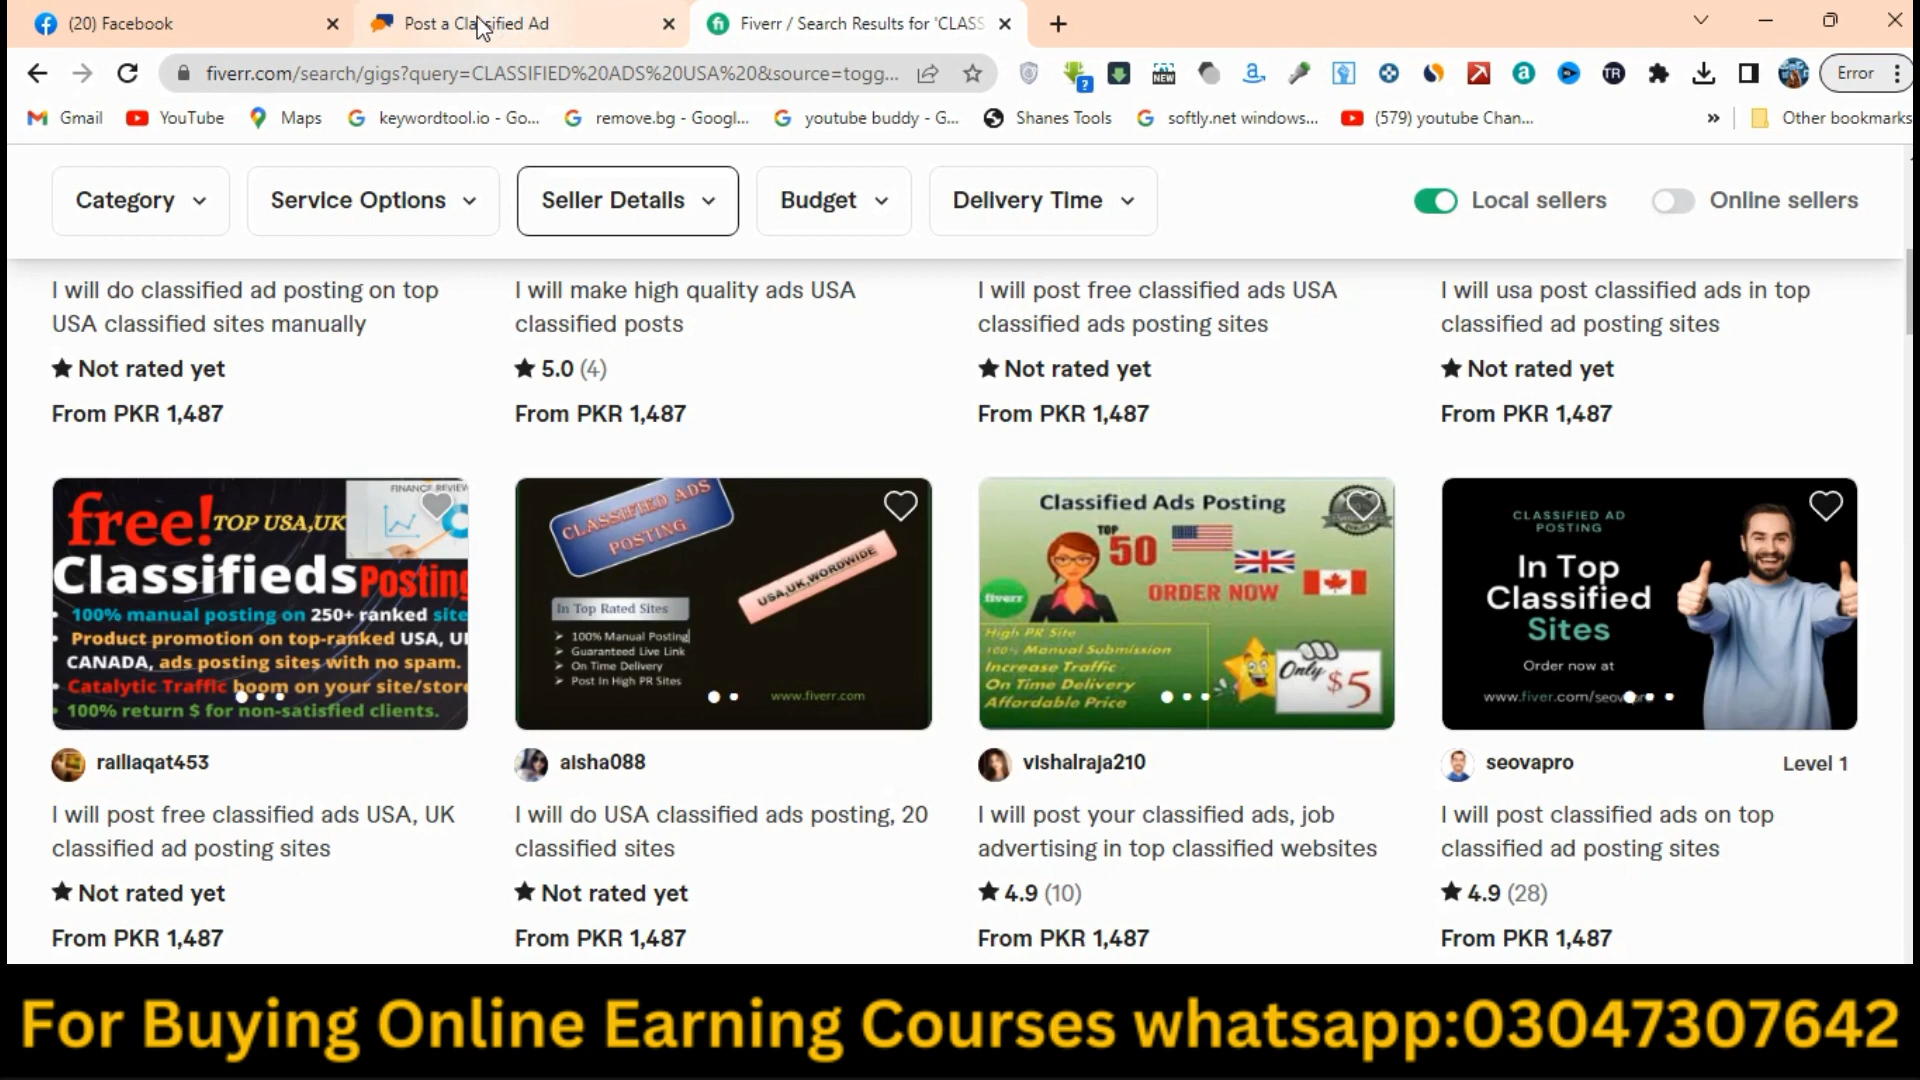 (20) Facebook
Post a Classified Ad
Fiverr / Search Results for 'CLASS
fiverr.com/search/gigs?query=CLASSIFIED%20ADS%20USA%20&source=togg...
NEW
TR
Error
Gmail
YouTube
Maps
keywordtool.io - Go...
remove.bg - Googl...
youtube buddy - G...
Shanes Tools
softly.net windows...
(579) youtube Chan...
»
Other bookmarks
Category
Service Options
Seller Details
Budget
Delivery Time
Local sellers
Online sellers
I will do classified ad posting on top
USA classified sites manually
Not rated yet
From PKR 1,487
I will make high quality ads USA
classified posts
5.0 (4)
From PKR 1,487
I will post free classified ads USA
classified ads posting sites
Not rated yet
From PKR 1,487
I will usa post classified ads in top
classified ad posting sites
Not rated yet
From PKR 1,487
free! TOP USA,UK
FINANCE REVIEW
Classifieds Posting
• 100% manual posting on 250+ ranked site
• Product promotion on top-ranked USA, U
CANADA, ads posting sites with no spam.
• Catalytic Traffic boom on your site/store
• 100% return $ for non-satisfied clients.
railiaqat453
I will post free classified ads USA, UK
classified ad posting sites
Not rated yet
From PKR 1,487
CLASSIFIED ADS
POSTING
USA,UK,WORDWIDE
In Top Rated Sites
➢ 100% Manual Posting
➢ Guaranteed Live Link
➢ On Time Delivery
➢ Post In High PR Sites
www.fiverr.com
aisha088
I will do USA classified ads posting, 20
classified sites
Not rated yet
From PKR 1,487
Classified Ads Posting
TOP
50
ORDER NOW
fiverr
High PR Site
100% Manual Submission
Increase Traffic
On Time Delivery
Affordable Price
Only $5
vishalraja210
I will post your classified ads, job
advertising in top classified websites
4.9 (10)
From PKR 1,487
CLASSIFIED AD
POSTING
In Top
Classified
Sites
Order now at
www.fiver.com/seov
seovapro
Level 1
I will post classified ads on top
classified ad posting sites
4.9 (28)
From PKR 1,487
For Buying Online Earning Courses whatsapp:03047307642